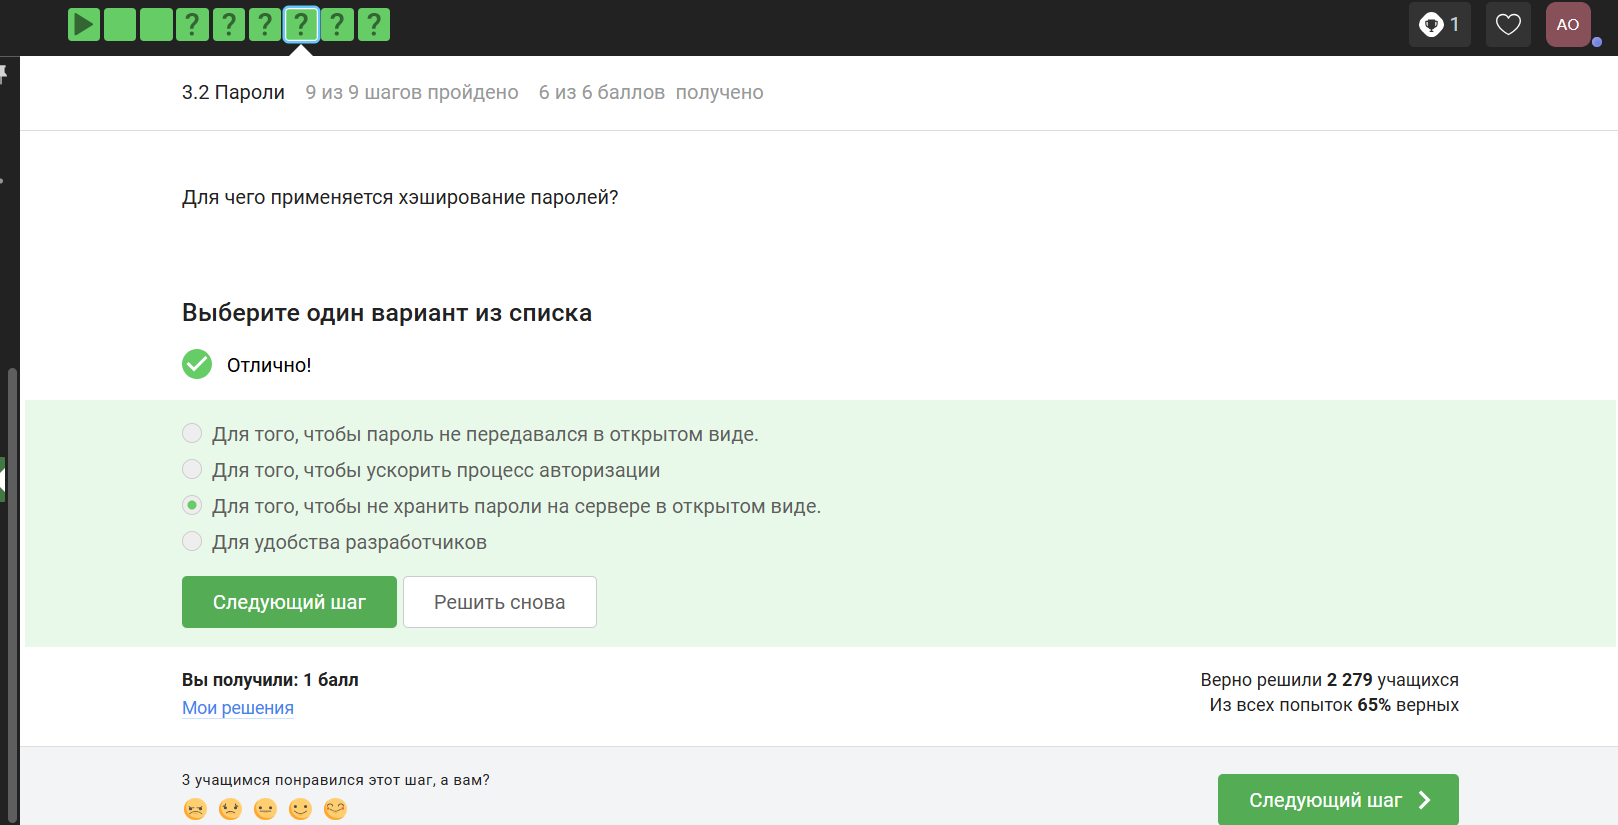 ? ? ? ? ? ?
1
AO
3.2 Пароли 9 из 9 шагов пройдено 6 из 6 баллов получено
Для чего применяется хэширование паролей?
Выберите один вариант из списка
Отлично!
Для того, чтобы пароль не передавался в открытом виде.
Для того, чтобы ускорить процесс авторизации
Для того, чтобы не хранить пароли на сервере в открытом виде.
Для удобства разработчиков
Следующий шаг Решить снова
Вы получили: 1 балл
Мои решения
Верно решили 2 279 учащихся
Из всех попыток 65% верных
3 учащимся понравился этот шаг, а вам?
Следующий шаг